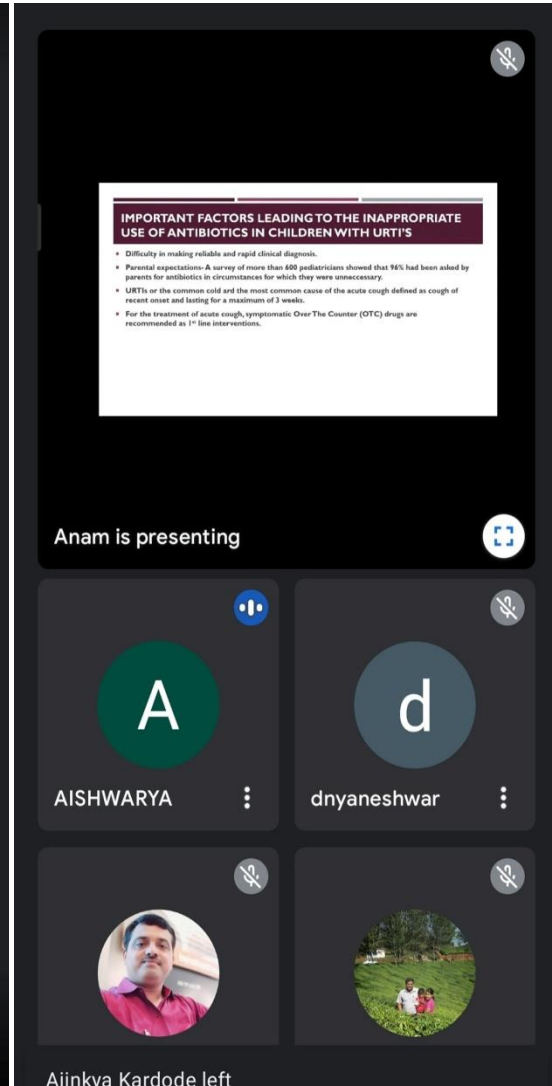 IMPORTANT FACTORS LEADING TO THE INAPPROPRIATE
USE OF ANTIBIOTICS IN CHILDREN WITH URTI'S
Difficulty in making reliable and rapid clinical diagnosis.
Parental expectations- A survey of more than 600 pediatricians showed that 96% had been asked by
parents for antibiotics in circumstances for which they were unnecessary.
URTIs or the common cold ard the most common cause of the acute cough defined as cough of
recent onset and lasting for a maximum of 3 weeks.
For the treatment of acute cough, symptomatic Over The Counter (OTC) drugs are
recommended as 1st line interventions.
Anam is presenting
A
AISHWARYA
d
dnyaneshwar
Ajinkya Kardode left